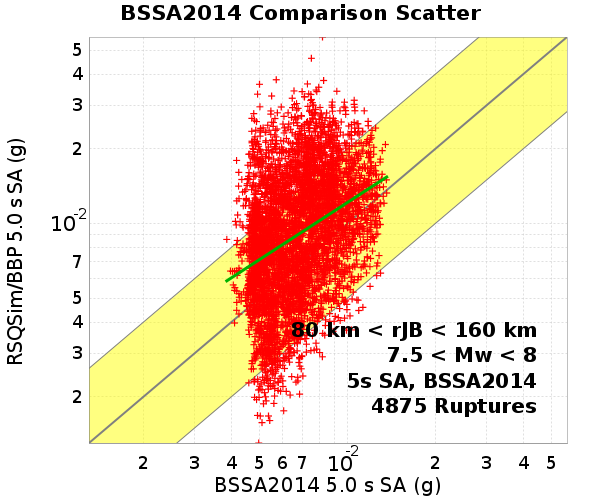 BSSA2014 Comparison Scatter
RSQSim/BBP 5.0 s SA (g)
5
4
3
2
10-2
7
5
4
3
2
80 km < rJB < 160 km
7.5 < Mw < 8
5s SA, BSSA2014
4875 Ruptures
2 3 4 5 6 7 10-2 2 3 4 5
BSSA2014 5.0 s SA (g)